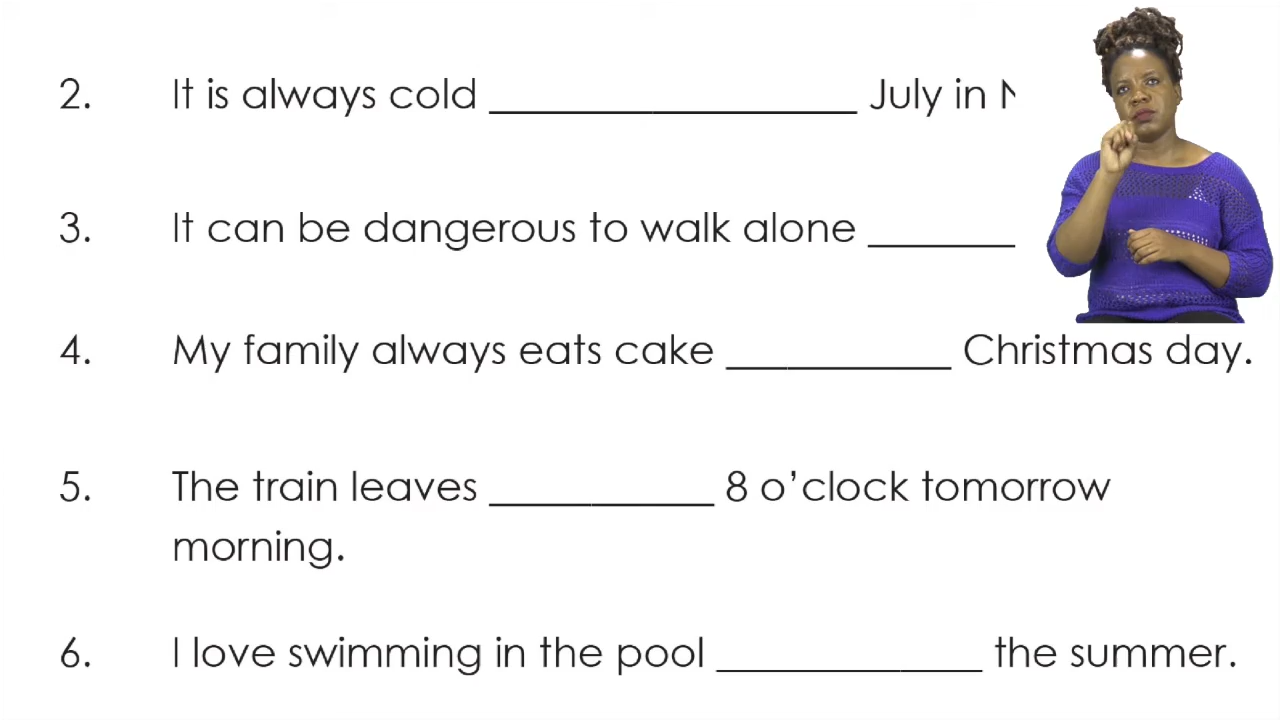 2. It is always cold __________________ July in
3. It can be dangerous to walk alone _______
4. My family always eats cake ___________ Christmas day.
5. The train leaves ___________ 8 o’clock tomorrow
morning.
6. I love swimming in the pool _____________ the summer.